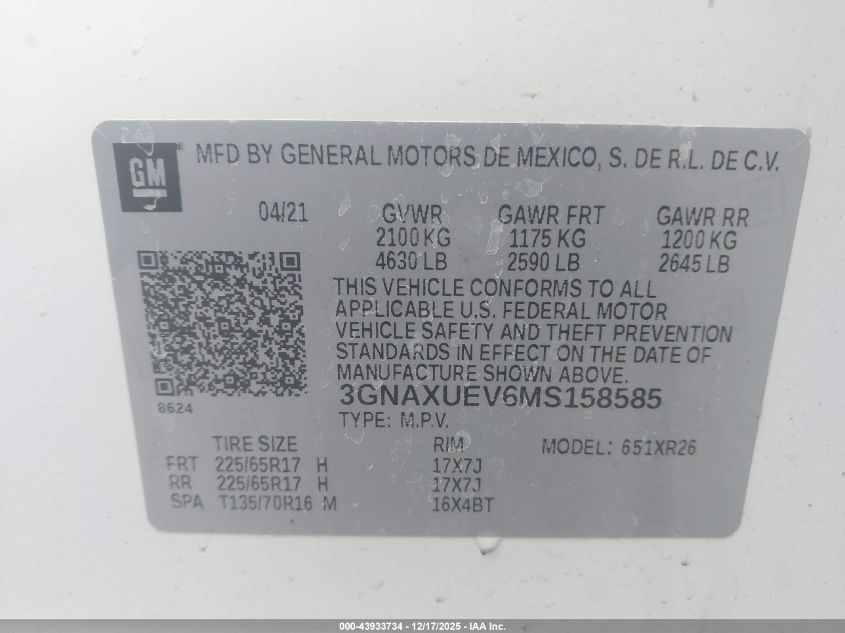 GM
MFD BY GENERAL MOTORS DE MEXICO, S. DE R.L. DE C.V.
04/21 GVWR GAWR FRT GAWR RR
2100 KG 1175 KG 1200 KG
4630 LB 2590 LB 2645 LB
THIS VEHICLE CONFORMS TO ALL
APPLICABLE U.S. FEDERAL MOTOR
VEHICLE SAFETY AND THEFT PREVENTION
STANDARDS IN EFFECT ON THE DATE OF
MANUFACTURE SHOWN ABOVE.
8624
3GNAXUEV6MS158585
TYPE: M.P.V.
TIRE SIZE RIM MODEL: 651XR26
FRT 225/65R17 H 17X7J
RR 225/65R17 H 17X7J
SPA T135/70R16 M 16X4BT
000-43933734 - 12/17/2025 - IAA Inc.